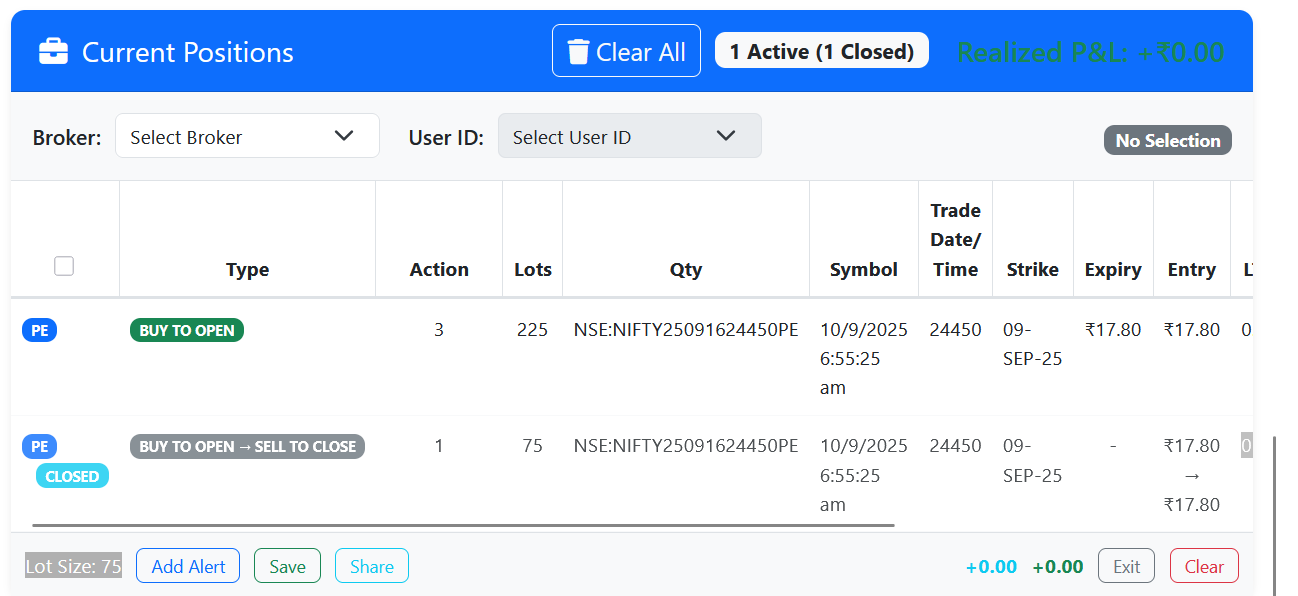 Current Positions
Clear All
1 Active (1 Closed)
Realized P&L: +₹0.00
Broker:
Select Broker
User ID:
Select User ID
No Selection
Type
Action
Lots
Qty
Symbol
Trade
Date/
Time
Strike
Expiry
Entry
PE
BUY TO OPEN
3
225
NSE:NIFTY25091624450PE
10/9/2025
6:55:25
am
24450
09-
SEP-25
₹17.80
₹17.80
0
PE
CLOSED
BUY TO OPEN → SELL TO CLOSE
1
75
NSE:NIFTY25091624450PE
10/9/2025
6:55:25
am
24450
09-
SEP-25
-
₹17.80
→
₹17.80
0
Lot Size: 75
Add Alert
Save
Share
+0.00
+0.00
Exit
Clear